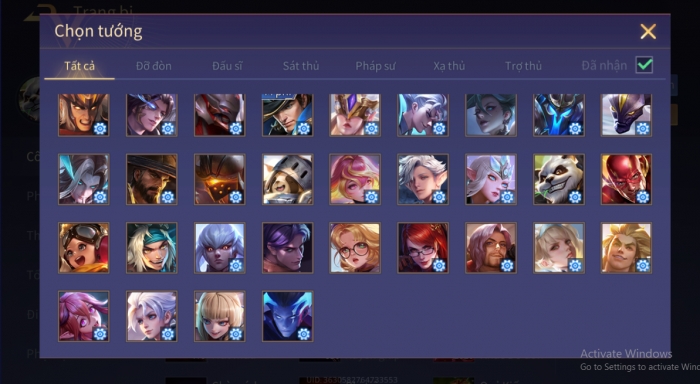 Trang bị
Chọn tướng
Tất cả
Đỡ đòn
Đấu sĩ
Sát thủ
Pháp sư
Xạ thủ
Trợ thủ
Đã nhận
Activate Windows
Go to Settings to activate Win